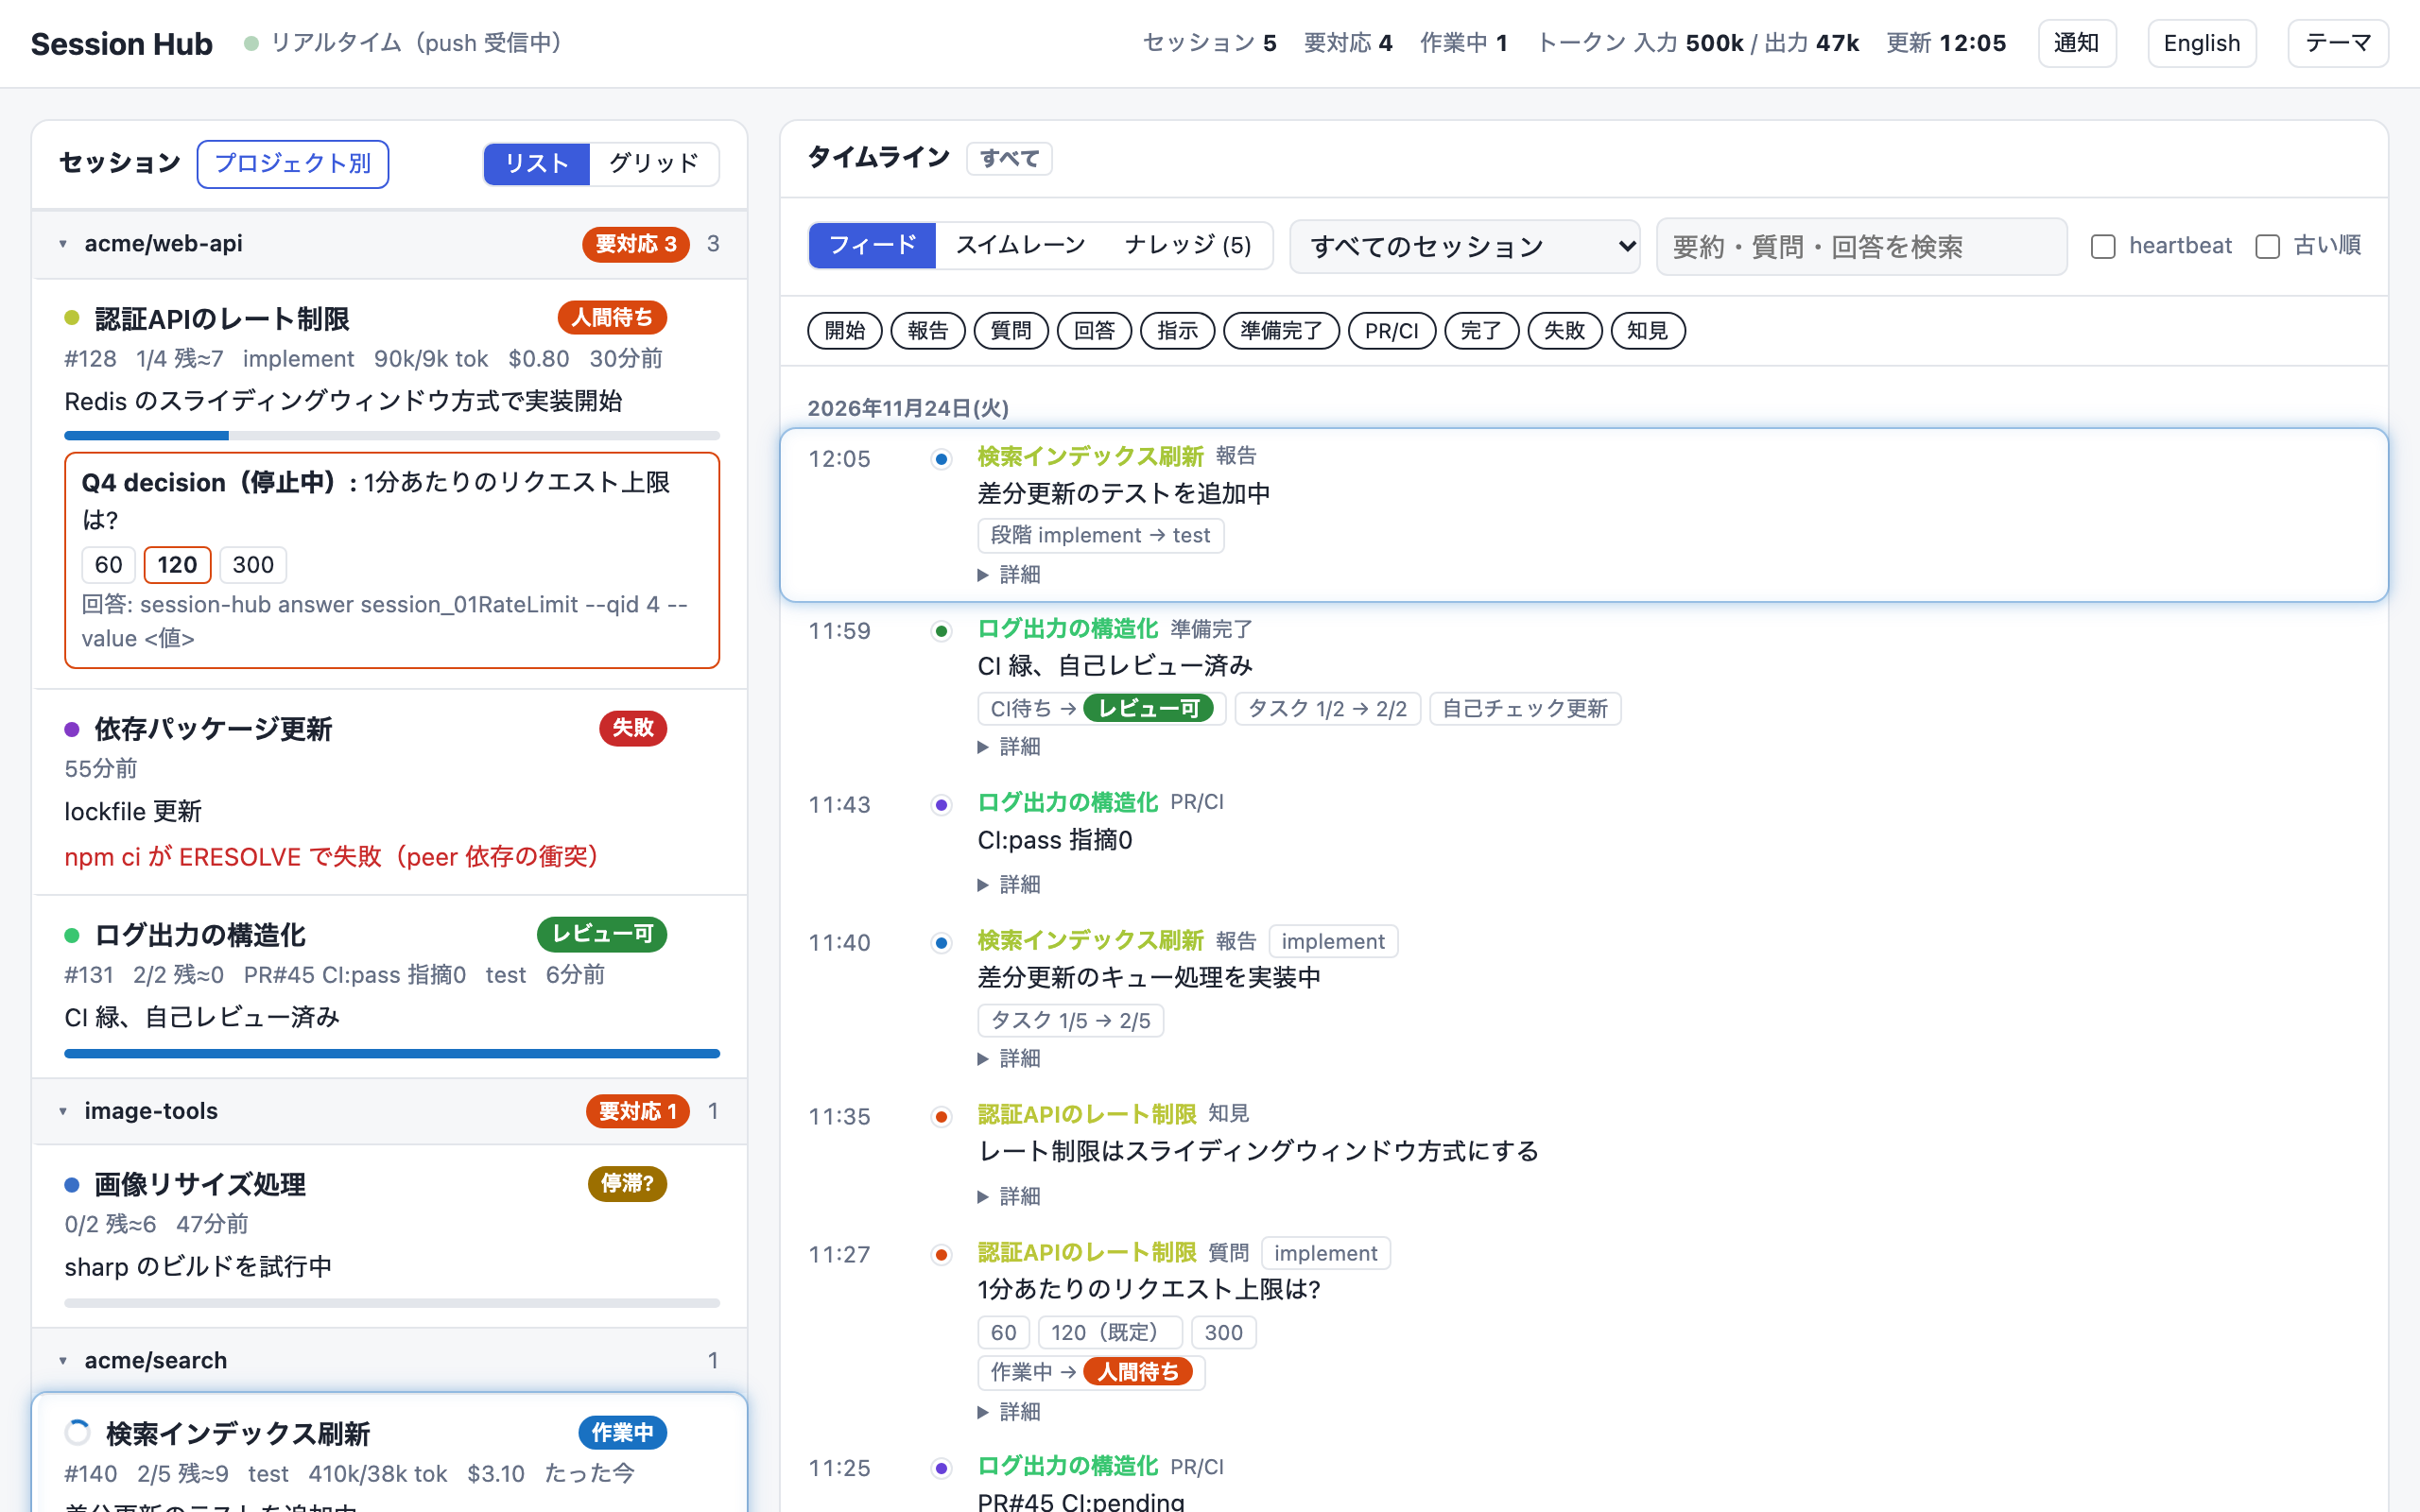 Session Hub
リアルタイム（push 受信中）
セッション 5 要対応 4 作業中 1 トークン 入力 500k / 出力 47k 更新 12:05
通知
English
テーマ
セッション
プロジェクト別
リスト
グリッド
▾ acme/web-api 要対応 3 3
認証APIのレート制限 人間待ち
#128 1/4 残≈7 implement 90k/9k tok $0.80 30分前
Redis のスライディングウィンドウ方式で実装開始
Q4 decision（停止中）: 1分あたりのリクエスト上限
は?
60 120 300
回答: session-hub answer session_01RateLimit --qid 4 --
value <値>
依存パッケージ更新 失敗
55分前
lockfile 更新
npm ci が ERESOLVE で失敗（peer 依存の衝突）
ログ出力の構造化 レビュー可
#131 2/2 残≈0 PR#45 CI:pass 指摘0 test 6分前
CI 緑、自己レビュー済み
▾ image-tools 要対応 1 1
画像リサイズ処理 停滞?
0/2 残≈6 47分前
sharp のビルドを試行中
▾ acme/search 1
検索インデックス刷新 作業中
#140 2/5 残≈9 test 410k/38k tok $3.10 たった今
差分更新のテストを追加中
タイムライン すべて
フィード スイムレーン ナレッジ (5) すべてのセッション 要約・質問・回答を検索 heartbeat 古い順
開始 報告 質問 回答 指示 準備完了 PR/CI 完了 失敗 知見
2026年11月24日(火)
12:05 検索インデックス刷新 報告
差分更新のテストを追加中
段階 implement → test
▶ 詳細
11:59 ログ出力の構造化 準備完了
CI 緑、自己レビュー済み
CI待ち → レビュー可 タスク 1/2 → 2/2 自己チェック更新
▶ 詳細
11:43 ログ出力の構造化 PR/CI
CI:pass 指摘0
▶ 詳細
11:40 検索インデックス刷新 報告 implement
差分更新のキュー処理を実装中
タスク 1/5 → 2/5
▶ 詳細
11:35 認証APIのレート制限 知見
レート制限はスライディングウィンドウ方式にする
▶ 詳細
11:27 認証APIのレート制限 質問 implement
1分あたりのリクエスト上限は?
60 120（既定） 300
作業中 → 人間待ち
▶ 詳細
11:25 ログ出力の構造化 PR/CI
PR#45 CI:pending